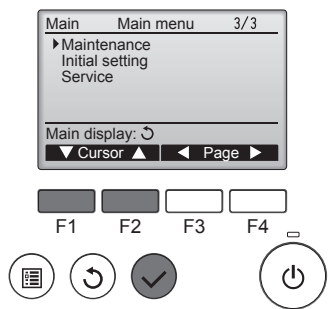 Main Main menu 3/3
Maintenance
Initial setting
Service
Main display:
Cursor Page
F1 F2 F3 F4